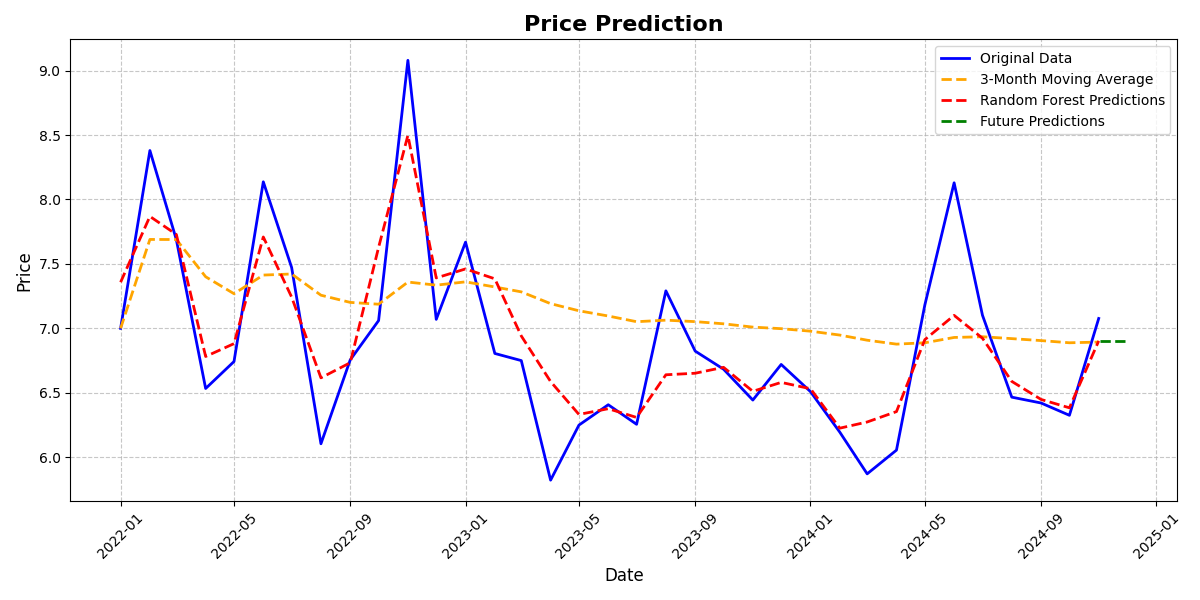 Price Prediction
Original Data
3-Month Moving Average
Random Forest Predictions
Future Predictions
Price
9.0
8.5
8.0
7.5
7.0
6.5
6.0
2022-01
2022-05
2022-09
2023-01
2023-05
2023-09
2024-01
2024-05
2024-09
2025-01
Date